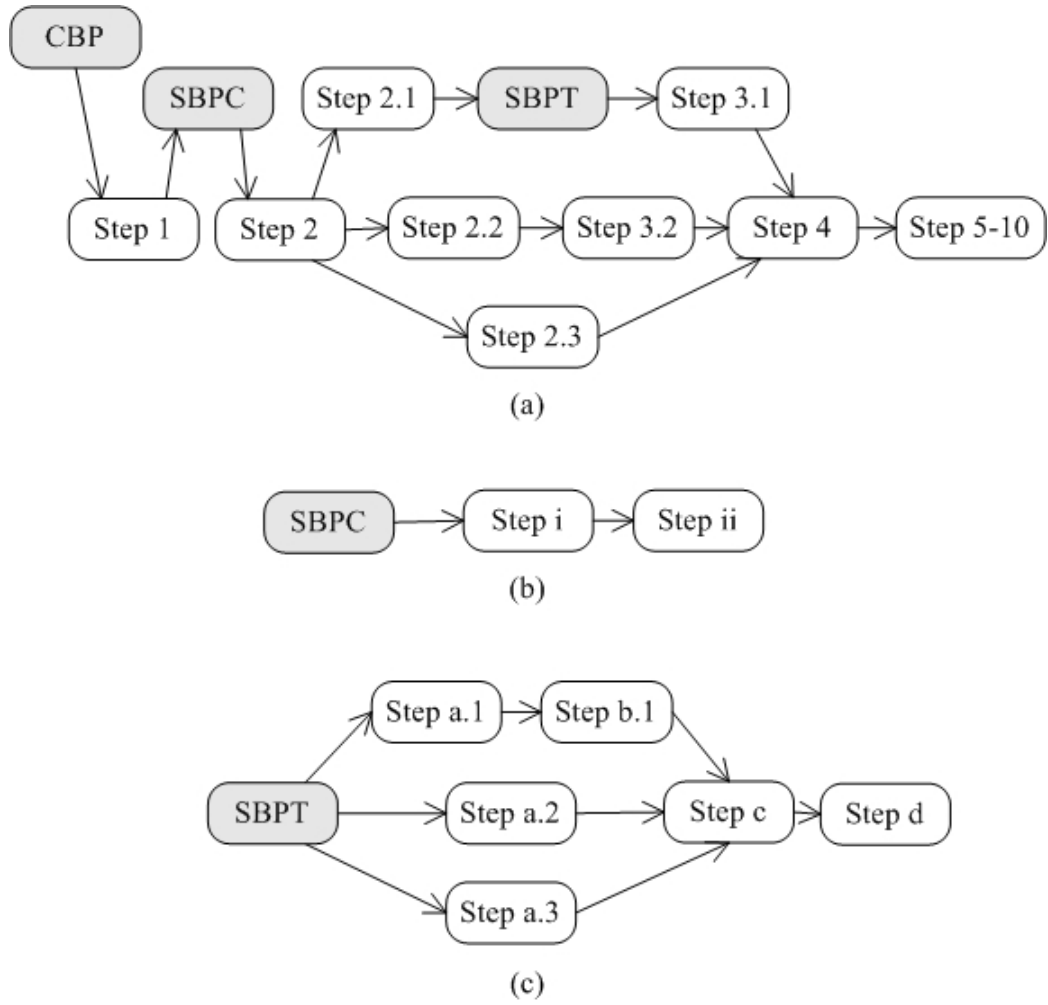 CBP
SBPC
Step 2.1
SBPT
Step 3.1
Step 1
Step 2
Step 2.2
Step 3.2
Step 4
Step 5-10
Step 2.3
(a)
SBPC
Step i
Step ii
(b)
Step a.1
Step b.1
SBPT
Step a.2
Step c
Step d
Step a.3
(c)